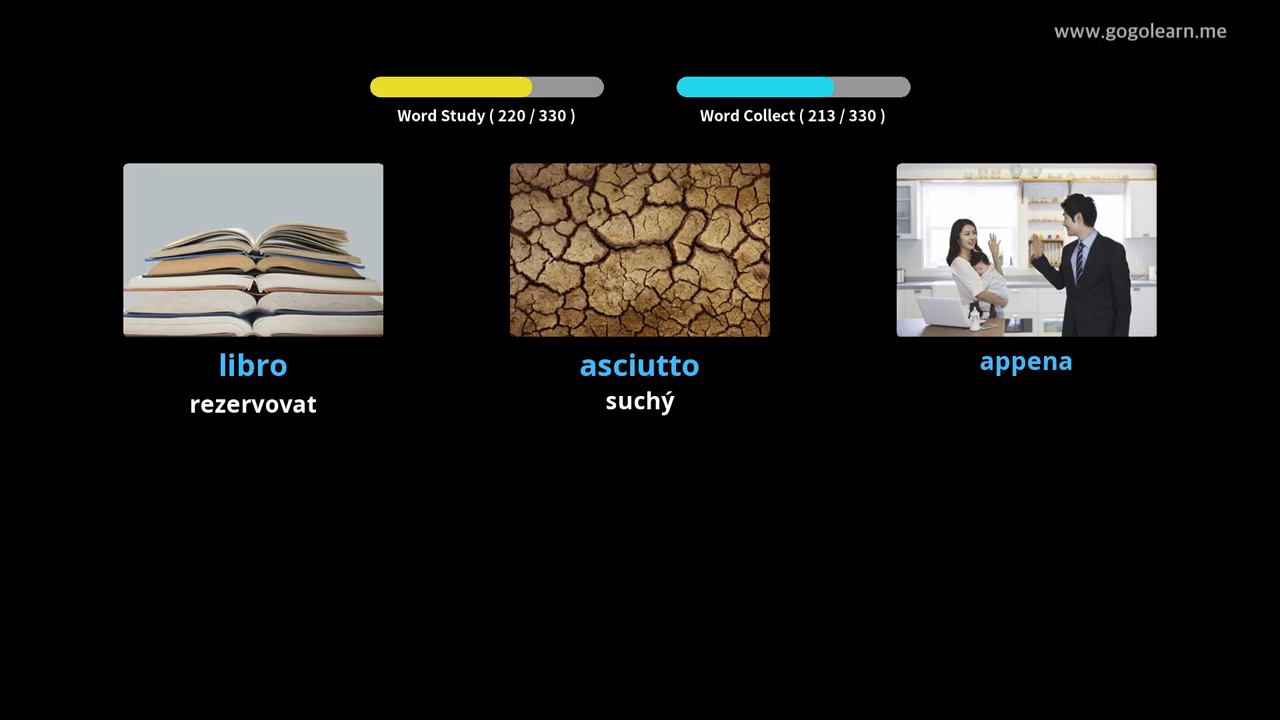 www.gogolearn.me
Word Study ( 220 / 330 )
Word Collect ( 213 / 330 )
libro
asciutto
appena
rezervovat
suchý